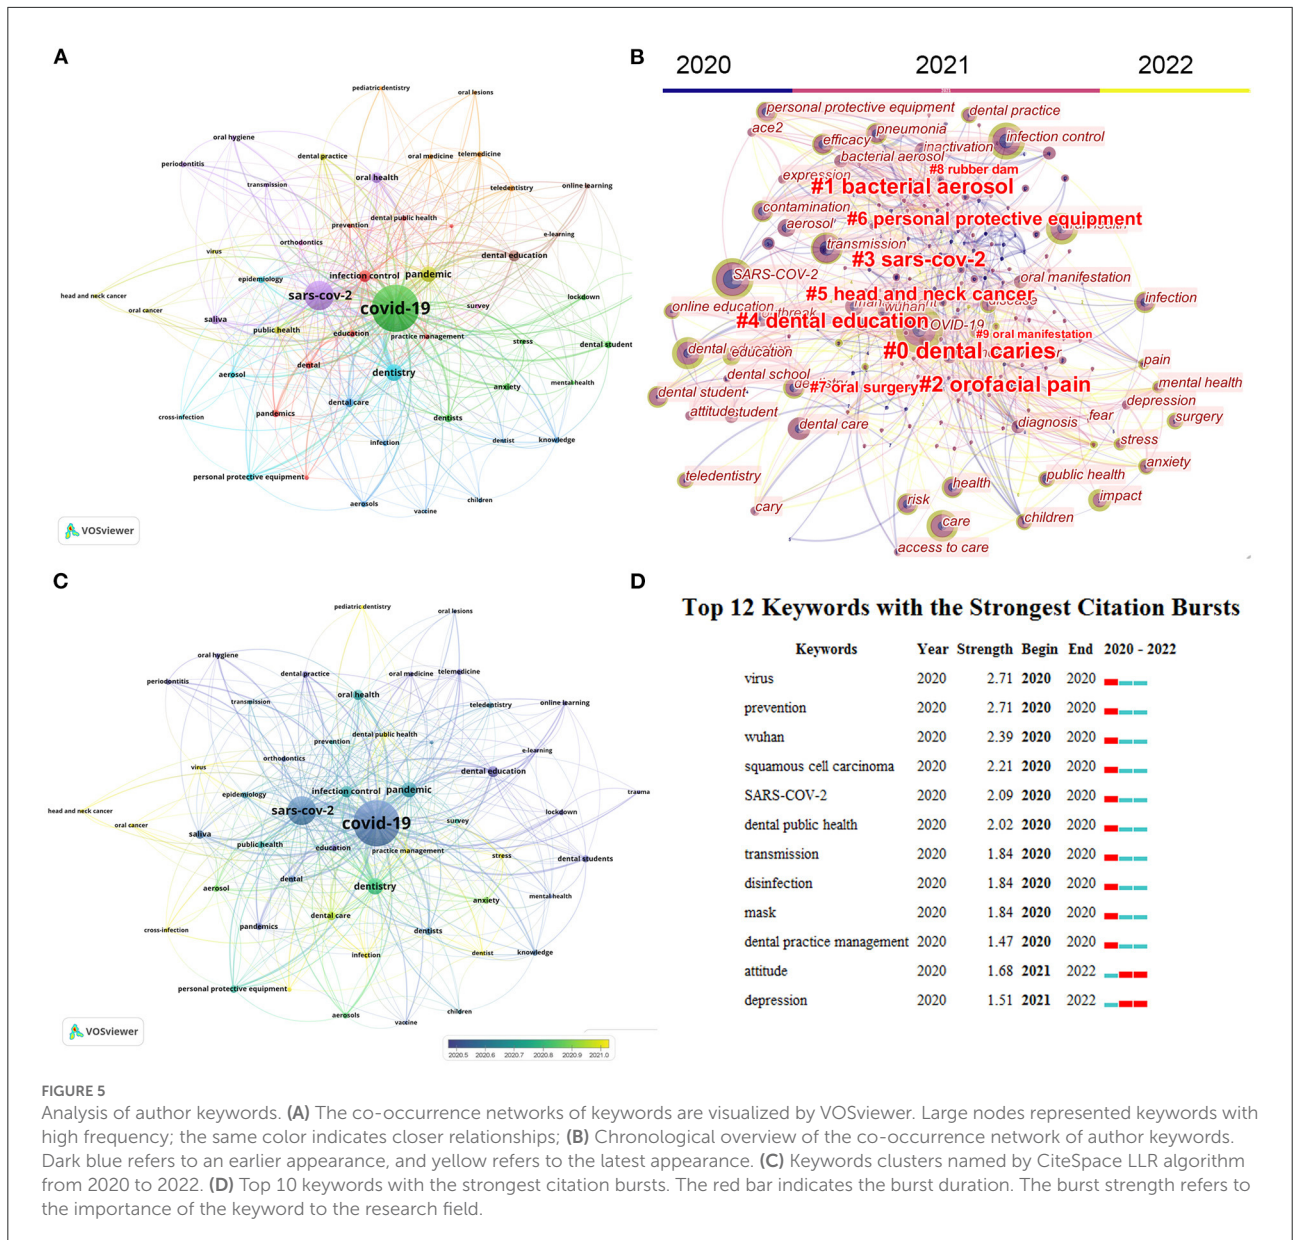 A
pediatric dentistry
oral lesions
oral hygiene
periodontitis
dental practice
oral medicine
telemedicine
transmission
oral health
teledentistry
online learning
dental public health
prevention
e-learning
orthodontics
virus
dental education
epidemiology
infection control
pandemic
head and neck cancer
sars-cov-2
lockdown
oral cancer
covid-19
survey
saliva
public health
education
practice management
stress
dental student
dental
aerosol
dentistry
anxiety
mental health
cross-infection
pandemics
dental care
dentists
infection
dentist
knowledge
personal protective equipment
aerosols
children
vaccine
VOSviewer
B
2020
2021
2022
personal protective equipment
dental practice
ace2
efficacy
pneumonia
infection control
inactivation
bacterial aerosol
#8 rubber dam
expression
#1 bacterial aerosol
contamination
#6 personal protective equipment
aerosol
transmission
#3 sars-cov-2
SARS-COV-2
oral manifestation
#5 head and neck cancer
disease
infection
online education
wuhan
#4 dental education
#9 oral manifestation
dental education
education
#0 dental caries
pain
dental school
#7 oral surgery
#2 orofacial pain
mental health
dental student
depression
attitude
student
fear
surgery
dental care
diagnosis
stress
anxiety
teledentistry
health
public health
impact
cary
risk
care
children
access to care
C
pediatric dentistry
oral lesions
oral hygiene
periodontitis
dental practice
oral medicine
telemedicine
transmission
oral health
teledentistry
online learning
dental public health
prevention
e-learning
orthodontics
virus
dental education
epidemiology
infection control
pandemic
trauma
head and neck cancer
sars-cov-2
lockdown
oral cancer
covid-19
survey
saliva
public health
education
practice management
stress
dental students
dental
aerosol
dentistry
anxiety
mental health
cross-infection
pandemics
dental care
dentists
infection
dentist
knowledge
personal protective equipment
aerosols
children
vaccine
VOSviewer
2020.5 2020.6 2020.7 2020.8 2020.9 2021.0
D
Top 12 Keywords with the Strongest Citation Bursts
Keywords Year Strength Begin End 2020 - 2022
virus 2020 2.71 2020 2020
prevention 2020 2.71 2020 2020
wuhan 2020 2.39 2020 2020
squamous cell carcinoma 2020 2.21 2020 2020
SARS-COV-2 2020 2.09 2020 2020
dental public health 2020 2.02 2020 2020
transmission 2020 1.84 2020 2020
disinfection 2020 1.84 2020 2020
mask 2020 1.84 2020 2020
dental practice management 2020 1.47 2020 2020
attitude 2020 1.68 2021 2022
depression 2020 1.51 2021 2022
FIGURE 5
Analysis of author keywords. (A) The co-occurrence networks of keywords are visualized by VOSviewer. Large nodes represented keywords with
high frequency; the same color indicates closer relationships; (B) Chronological overview of the co-occurrence network of author keywords.
Dark blue refers to an earlier appearance, and yellow refers to the latest appearance. (C) Keywords clusters named by CiteSpace LLR algorithm
from 2020 to 2022. (D) Top 10 keywords with the strongest citation bursts. The red bar indicates the burst duration. The burst strength refers to
the importance of the keyword to the research field.